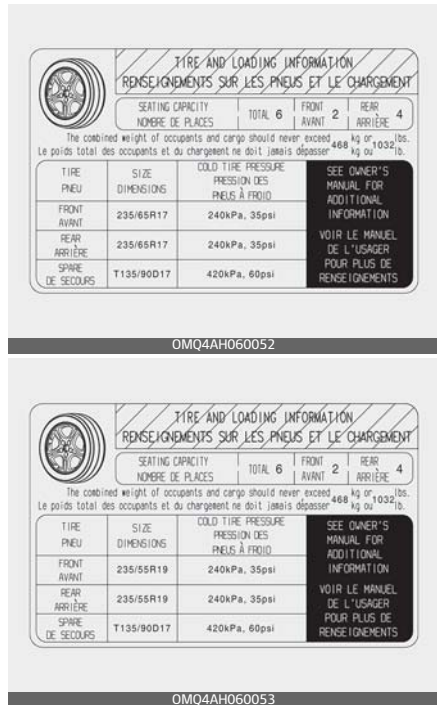 TIRE AND LOADING INFORMATION
RENSEIGNEMENTS SUR LES PNEUS ET LE CHARGEMENT
SEATING CAPACITY
NOMBRE DE PLACES
TOTAL 6
FRONT
AVANT 2
REAR
ARRIÈRE 4
The combined weight of occupants and cargo should never exceed 468 kg or 1032 lbs.
Le poids total des occupants et du chargement ne doit jamais dépasser 468 kg ou 1032 lb.
TIRE
PNEU
SIZE
DIMENSIONS
COLD TIRE PRESSURE
PRESSION DES
PNEUS À FROID
FRONT
AVANT
235/65R17
240kPa, 35psi
REAR
ARRIÈRE
235/65R17
240kPa, 35psi
SPARE
DE SECOURS
T135/90D17
420kPa, 60psi
SEE OWNER'S
MANUAL FOR
ADDITIONAL
INFORMATION
VOIR LE MANUEL
DE L'USAGER
POUR PLUS DE
RENSEIGNEMENTS
OMQ4AH060052
TIRE AND LOADING INFORMATION
RENSEIGNEMENTS SUR LES PNEUS ET LE CHARGEMENT
SEATING CAPACITY
NOMBRE DE PLACES
TOTAL 6
FRONT
AVANT 2
REAR
ARRIÈRE 4
The combined weight of occupants and cargo should never exceed 468 kg or 1032 lbs.
Le poids total des occupants et du chargement ne doit jamais dépasser 468 kg ou 1032 lb.
TIRE
PNEU
SIZE
DIMENSIONS
COLD TIRE PRESSURE
PRESSION DES
PNEUS À FROID
FRONT
AVANT
235/55R19
240kPa, 35psi
REAR
ARRIÈRE
235/55R19
240kPa, 35psi
SPARE
DE SECOURS
T135/90D17
420kPa, 60psi
SEE OWNER'S
MANUAL FOR
ADDITIONAL
INFORMATION
VOIR LE MANUEL
DE L'USAGER
POUR PLUS DE
RENSEIGNEMENTS
OMQ4AH060053